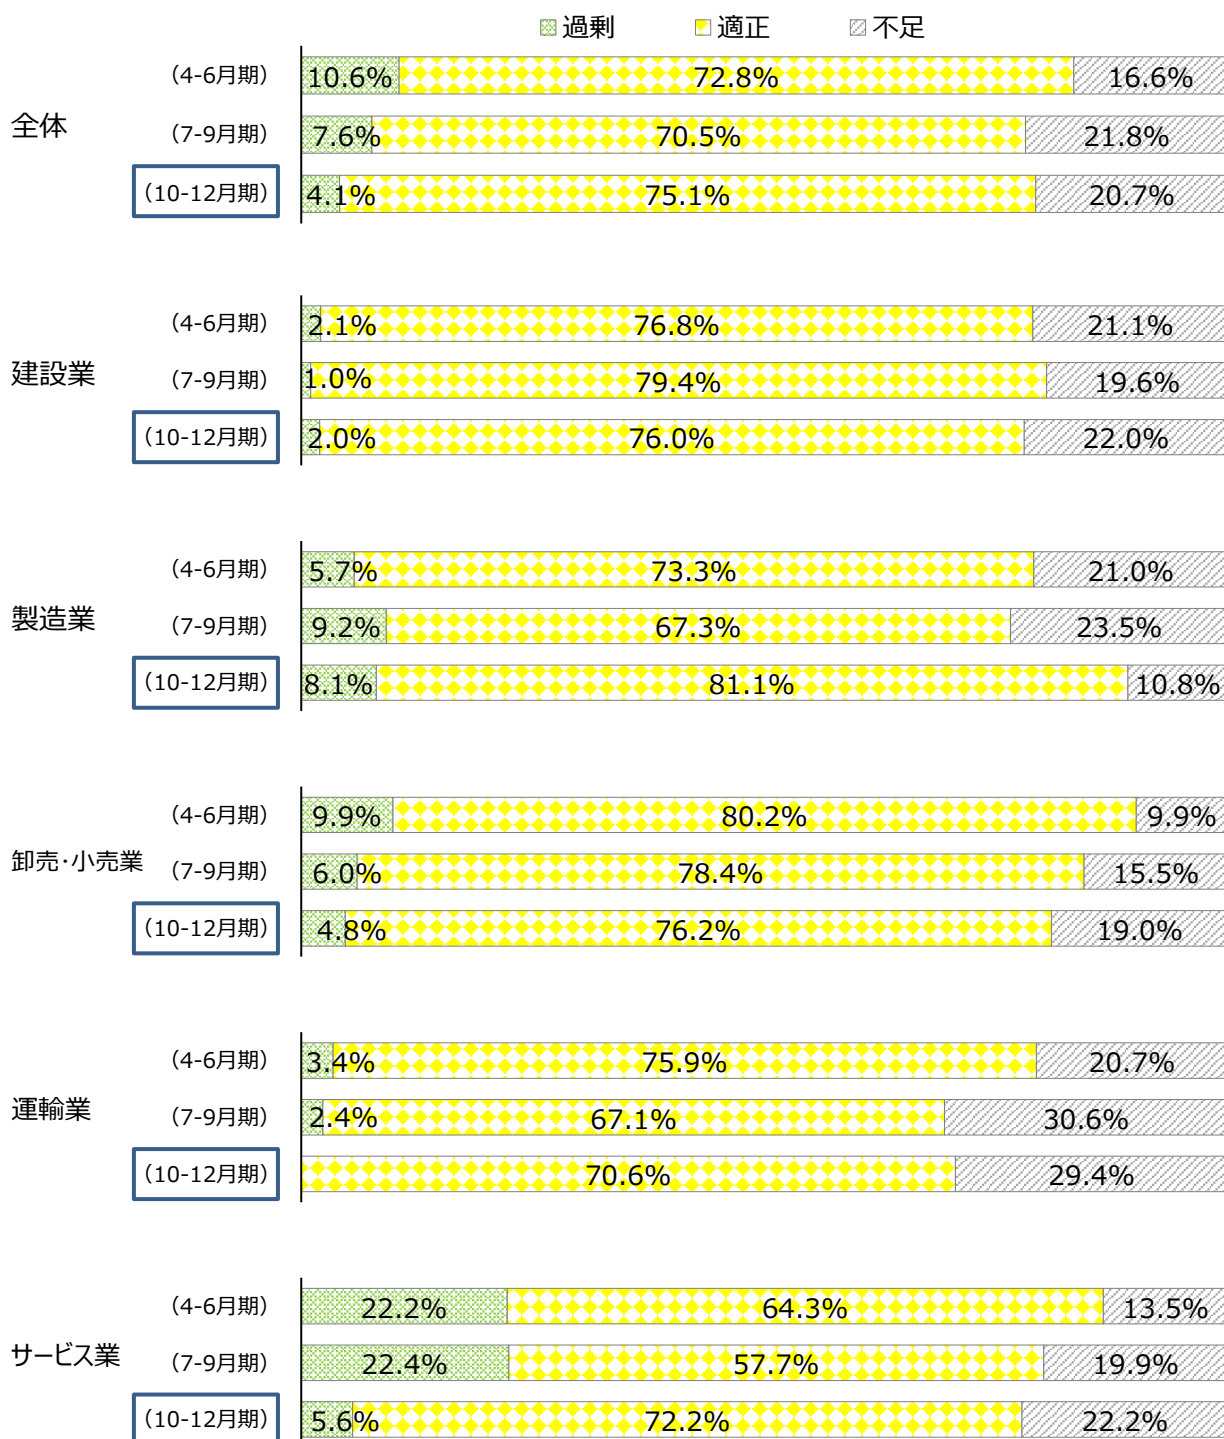 過剰 適正 不足
全体
(4-6月期) 10.6% 72.8% 16.6%
(7-9月期) 7.6% 70.5% 21.8%
(10-12月期) 4.1% 75.1% 20.7%
建設業
(4-6月期) 2.1% 76.8% 21.1%
(7-9月期) 1.0% 79.4% 19.6%
(10-12月期) 2.0% 76.0% 22.0%
製造業
(4-6月期) 5.7% 73.3% 21.0%
(7-9月期) 9.2% 67.3% 23.5%
(10-12月期) 8.1% 81.1% 10.8%
卸売・小売業
(4-6月期) 9.9% 80.2% 9.9%
(7-9月期) 6.0% 78.4% 15.5%
(10-12月期) 4.8% 76.2% 19.0%
運輸業
(4-6月期) 3.4% 75.9% 20.7%
(7-9月期) 2.4% 67.1% 30.6%
(10-12月期) 70.6% 29.4%
サービス業
(4-6月期) 22.2% 64.3% 13.5%
(7-9月期) 22.4% 57.7% 19.9%
(10-12月期) 5.6% 72.2% 22.2%